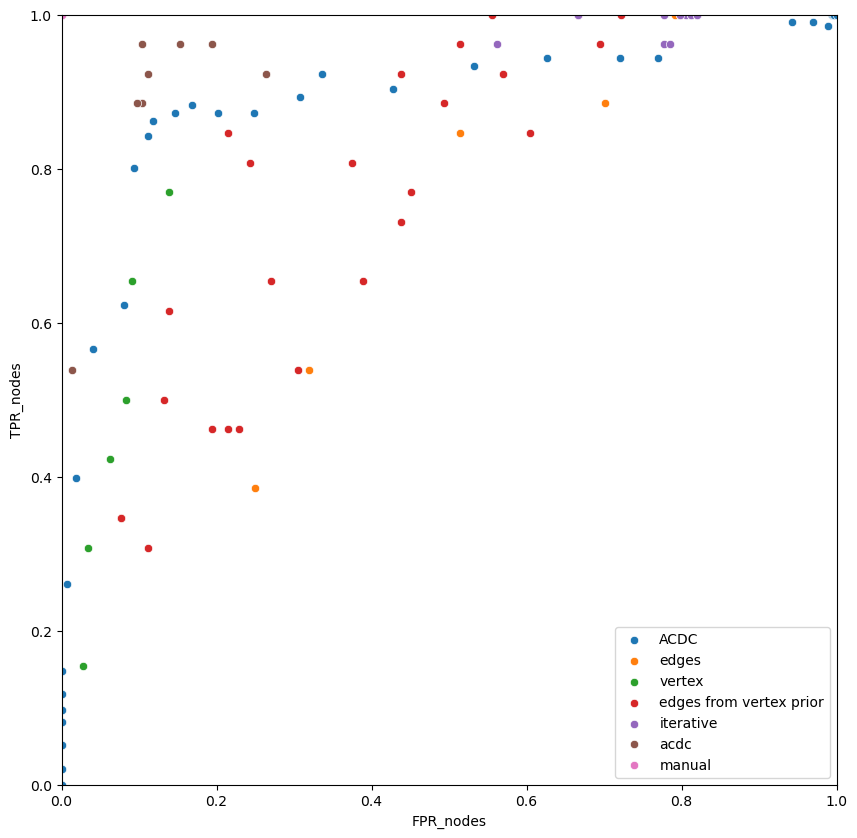 1.0
0.8
0.6
0.4
0.2
0.0
TPR_nodes
0.0 0.2 0.4 0.6 0.8 1.0
FPR_nodes
ACDC
edges
vertex
edges from vertex prior
iterative
acdc
manual